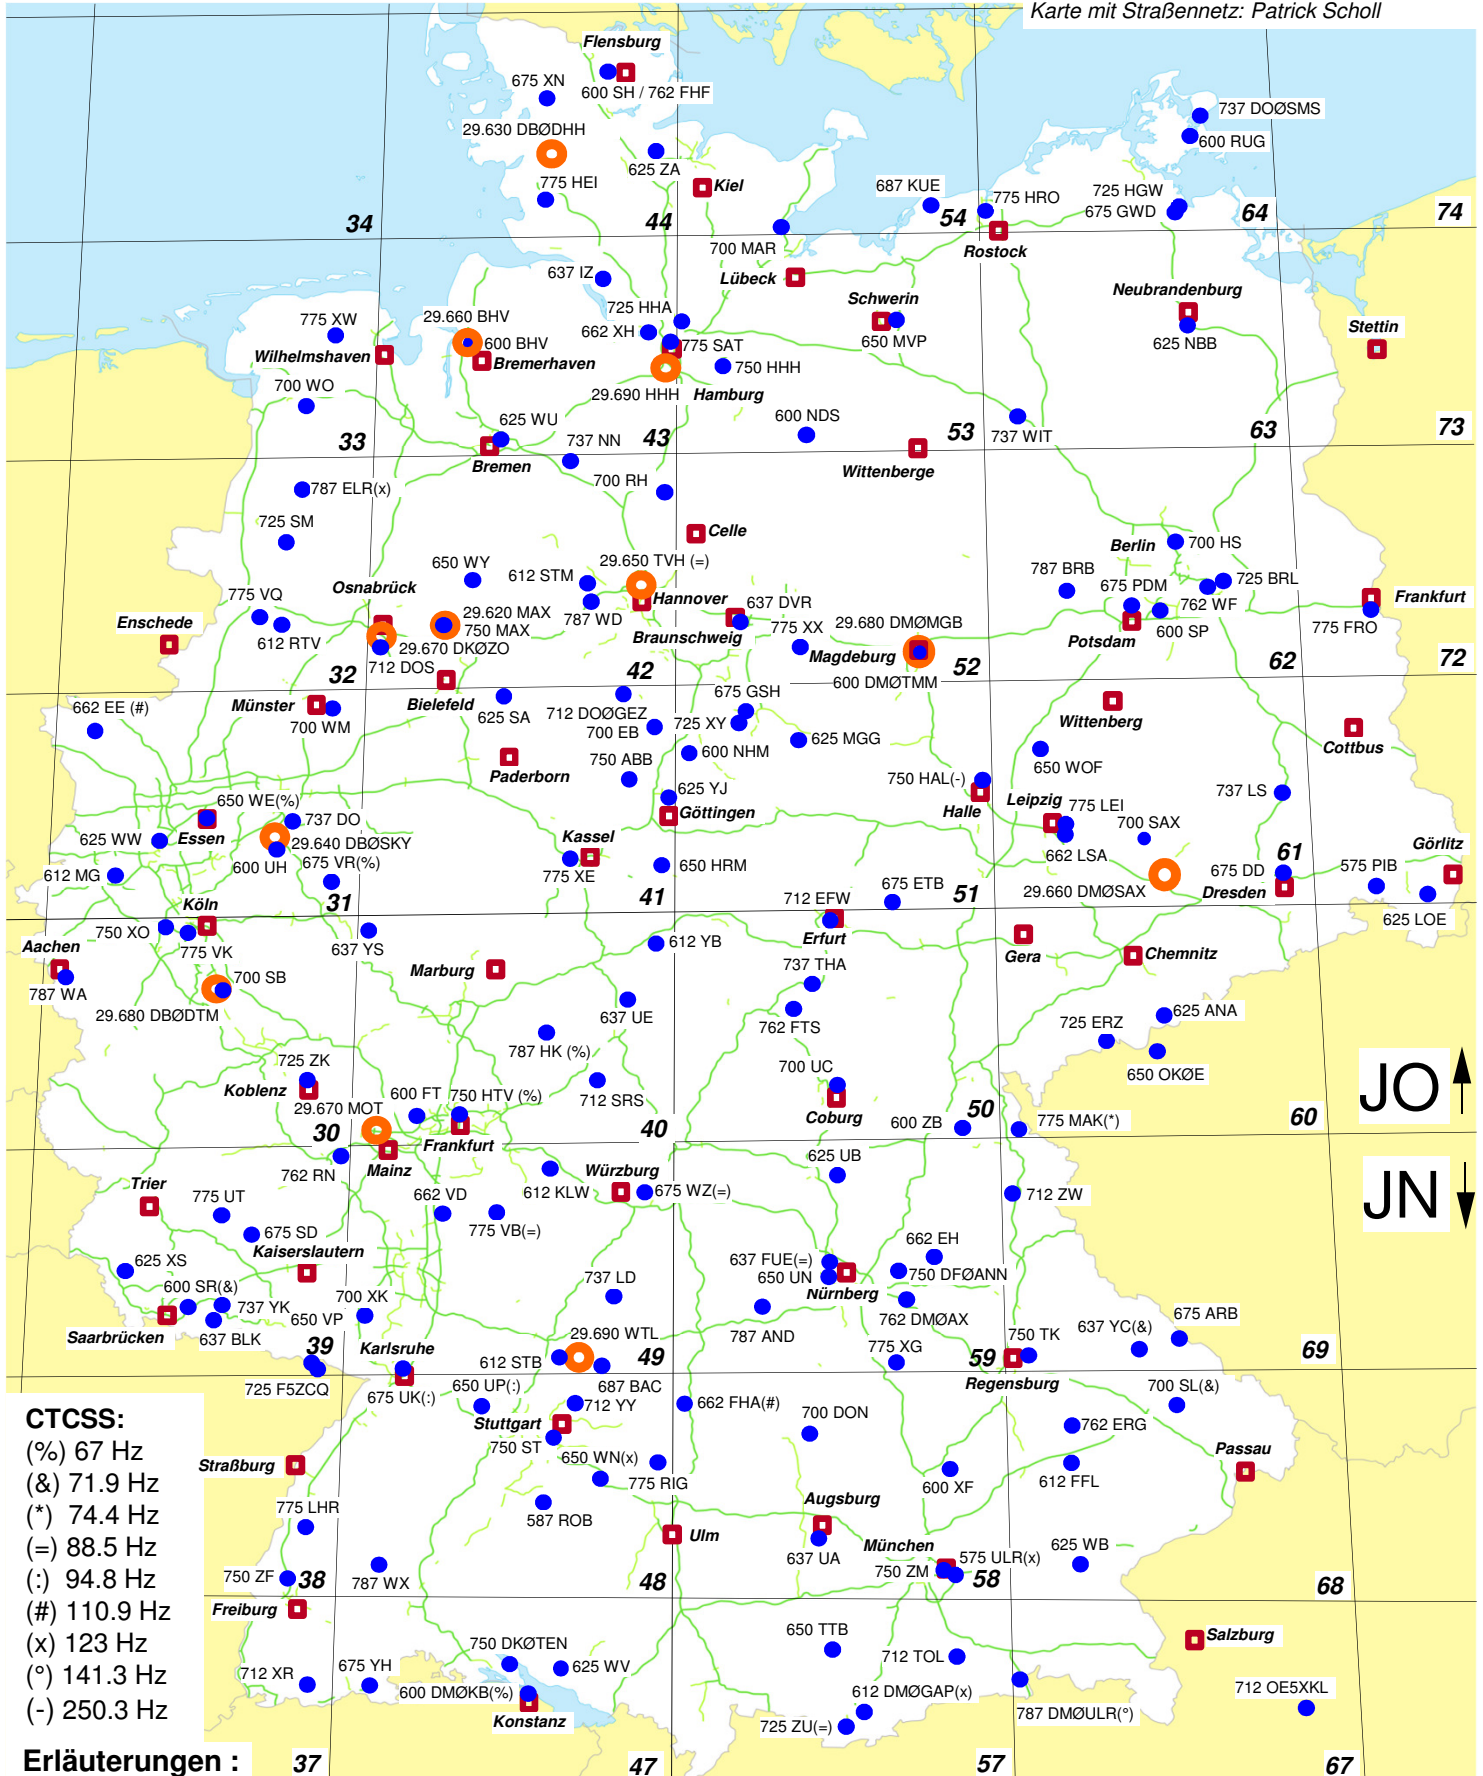 Karte mit Straßennetz: Patrick Scholl
Flensburg
675 XN
600 SH / 762 FHF
737 DOØSMS
29.630 DBØDHH
600 RUG
625 ZA
775 HEI
Kiel
687 KUE
775 HRO
725 HGW
675 GWD
34
44
54
64
74
700 MAR
Rostock
637 IZ
Lübeck
Schwerin
Neubrandenburg
775 XW
29.660 BHV
725 HHA
662 XH
650 MVP
625 NBB
Stettin
Wilhelmshaven
600 BHV
Bremerhaven
775 SAT
750 HHH
700 WO
29.690 HHH
Hamburg
600 NDS
625 WU
737 NN
33
43
53
63
73
737 WIT
Bremen
Wittenberge
787 ELR(x)
700 RH
725 SM
Celle
Berlin
700 HS
650 WY
612 STM
29.650 TVH (=)
787 BRB
675 PDM
725 BRL
Osnabrück
775 VQ
29.620 MAX
750 MAX
787 WD
Hannover
637 DVR
762 WF
Frankfurt
Enschede
612 RTV
29.670 DKØZO
712 DOS
Braunschweig
775 XX
29.680 DMØMGB
Magdeburg
600 DMØTMM
Potsdam
600 SP
775 FRO
32
42
52
62
72
662 EE (#)
Münster
700 WM
Bielefeld
625 SA
712 DOØGEZ
700 EB
675 GSH
725 XY
Wittenberg
Cottbus
625 MGG
600 NHM
650 WOF
Paderborn
750 ABB
750 HAL(-)
625 YJ
Göttingen
Halle
Leipzig
775 LEI
737 LS
650 WE(%)
Essen
737 DO
625 WW
29.640 DBØSKY
600 UH
Kassel
700 SAX
662 LSA
612 MG
675 VR(%)
775 XE
650 HRM
675 ETB
29.660 DMØSAX
675 DD
Dresden
575 PIB
Görlitz
31
41
51
61
712 EFW
Erfurt
625 LOE
Köln
750 XO
775 VK
637 YS
612 YB
Gera
Chemnitz
Aachen
787 WA
700 SB
29.680 DBØDTM
Marburg
737 THA
637 UE
762 FTS
625 ANA
725 ERZ
787 HK (%)
650 OKØE
725 ZK
Koblenz
712 SRS
700 UC
Coburg
JO
29.670 MOT
600 FT
750 HTV (%)
30
40
50
60
Frankfurt
600 ZB
775 MAK(*)
Mainz
762 RN
612 KLW
Würzburg
625 UB
JN
Trier
775 UT
662 VD
775 VB(=)
675 WZ(=)
712 ZW
675 SD
Kaiserslautern
625 XS
637 FUE(=)
650 UN
662 EH
750 DFØANN
600 SR(&)
737 YK
700 XK
650 VP
737 LD
Nürnberg
762 DMØAX
Saarbrücken
637 BLK
787 AND
29.690 WTL
675 ARB
637 YC(&)
750 TK
39
49
59
69
Karlsruhe
612 STB
775 XG
725 F5ZCQ
675 UK(:)
650 UP(:)
687 BAC
Regensburg
712 YY
662 FHA(#)
700 SL(&)
700 DON
CTCSS:
(%) 67 Hz
(&) 71.9 Hz
(*) 74.4 Hz
(=) 88.5 Hz
(:) 94.8 Hz
(#) 110.9 Hz
(x) 123 Hz
(°) 141.3 Hz
(-) 250.3 Hz
Stuttgart
750 ST
762 ERG
Passau
Straßburg
650 WN(x)
775 RIG
600 XF
612 FFL
775 LHR
587 ROB
Augsburg
637 UA
Ulm
München
750 ZM
575 ULR(x)
625 WB
750 ZF
38
787 WX
48
58
68
Freiburg
Salzburg
650 TTB
712 TOL
750 DKØTEN
625 WV
712 XR
675 YH
600 DMØKB(%)
Konstanz
612 DMØGAP(x)
725 ZU(=)
787 DMØULR(°)
712 OE5XKL
Erläuterungen :
37
47
57
67